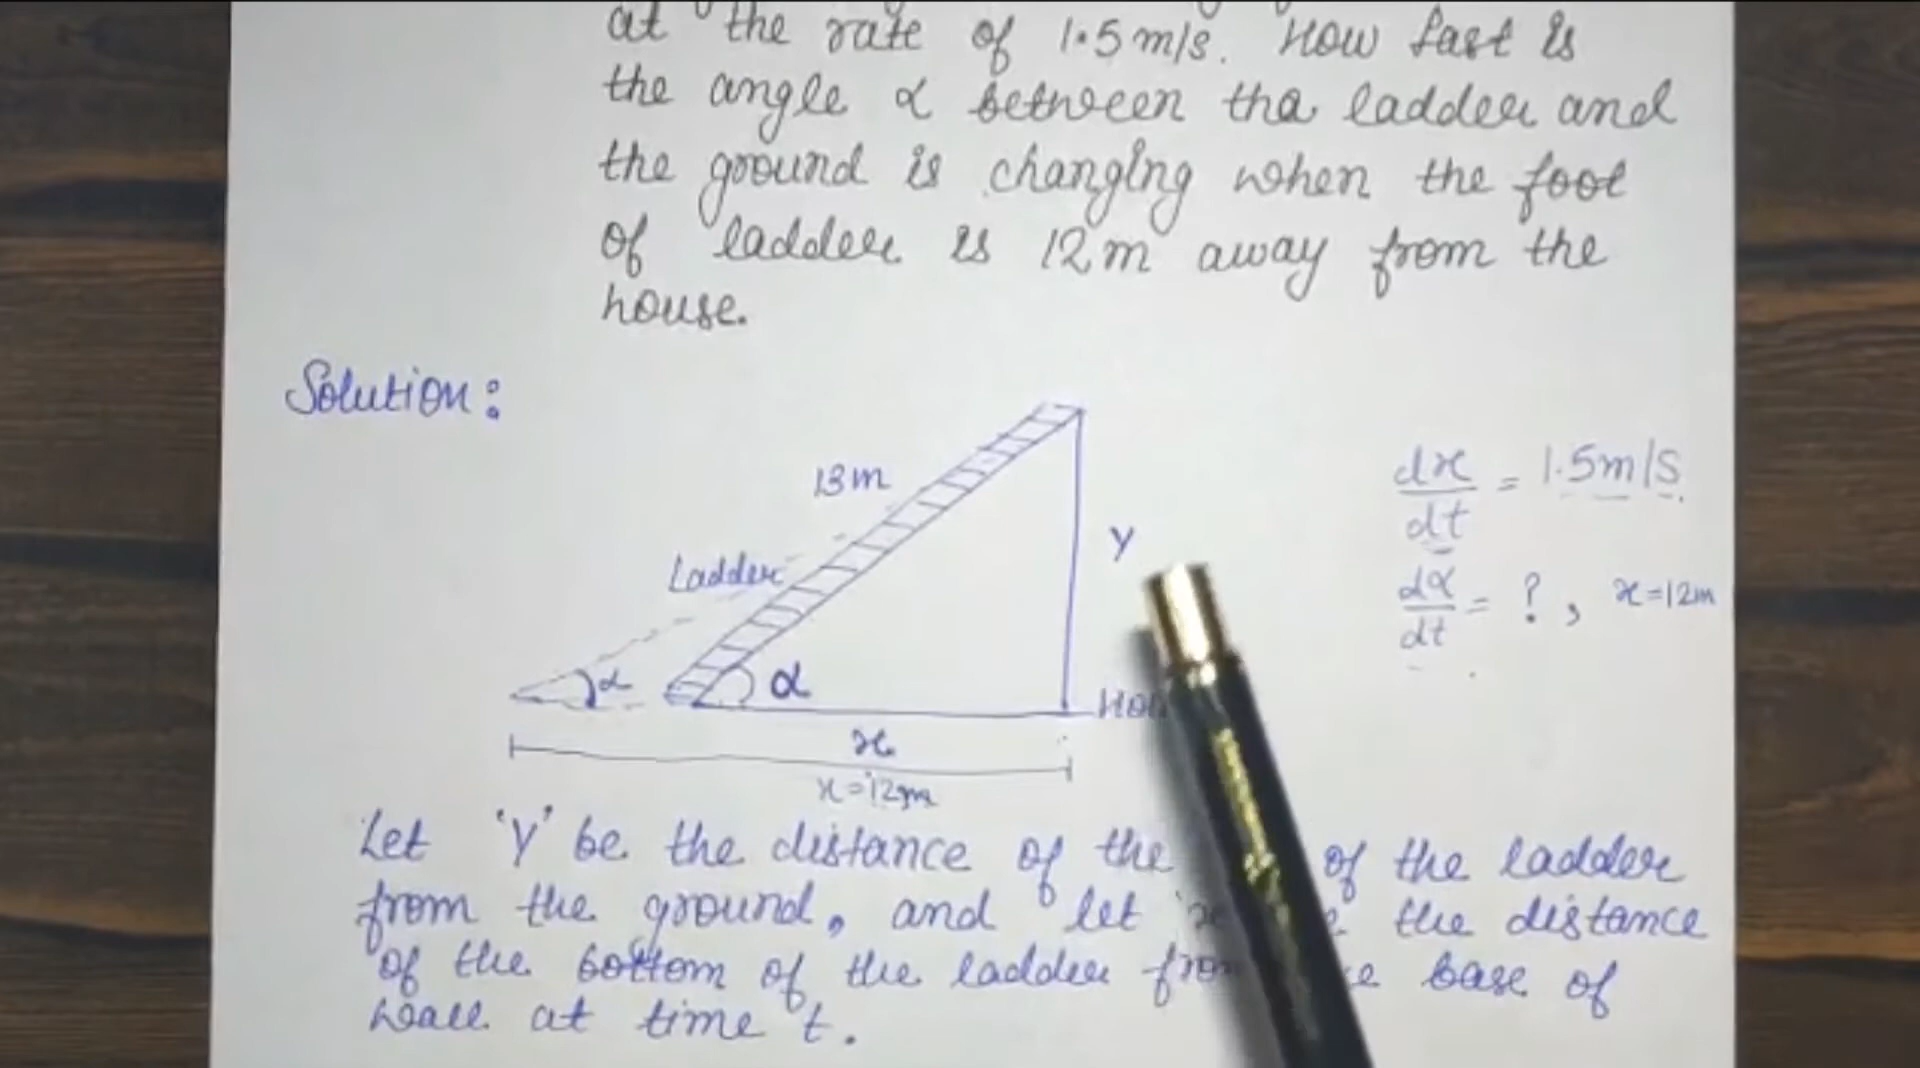 at the rate of 1.5 m/s. How fast is
the angle α between tha ladder and
the ground is changing when the foot
of ladder is 12 m away from the
house.
Solution:
13m
Ladder
Y
α
α
x
x=12m
dx/dt = 1.5m/s.
dα/dt = ?, x=12m
Let 'Y' be the distance of the of the ladder
from the ground, and let the distance
of the bottom of the ladder base of
wall at time t.